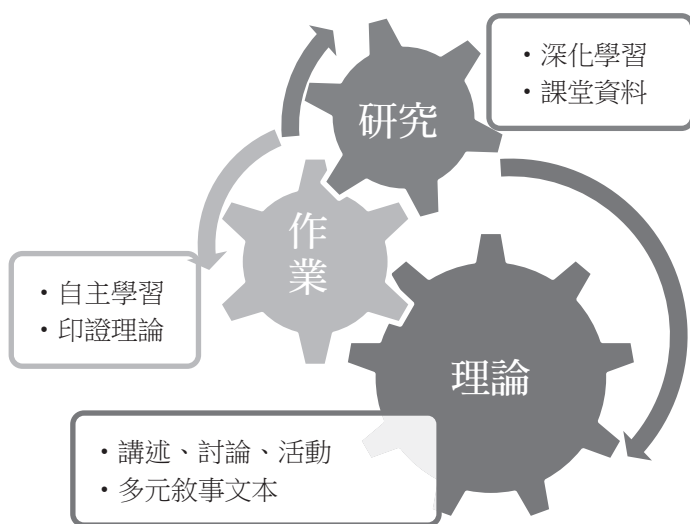 研究
・深化學習
・課堂資料
作
業
・自主學習
・印證理論
理論
・講述、討論、活動
・多元敘事文本